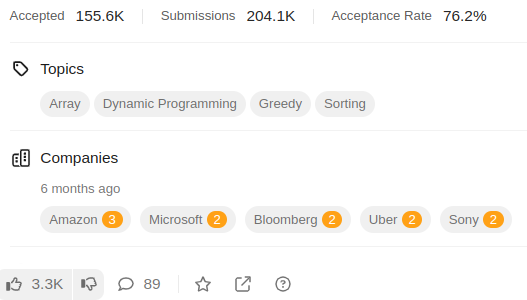 Accepted 155.6K Submissions 204.1K Acceptance Rate 76.2%
Topics
Array Dynamic Programming Greedy Sorting
Companies
6 months ago
Amazon 3 Microsoft 2 Bloomberg 2 Uber 2 Sony 2
3.3K 89